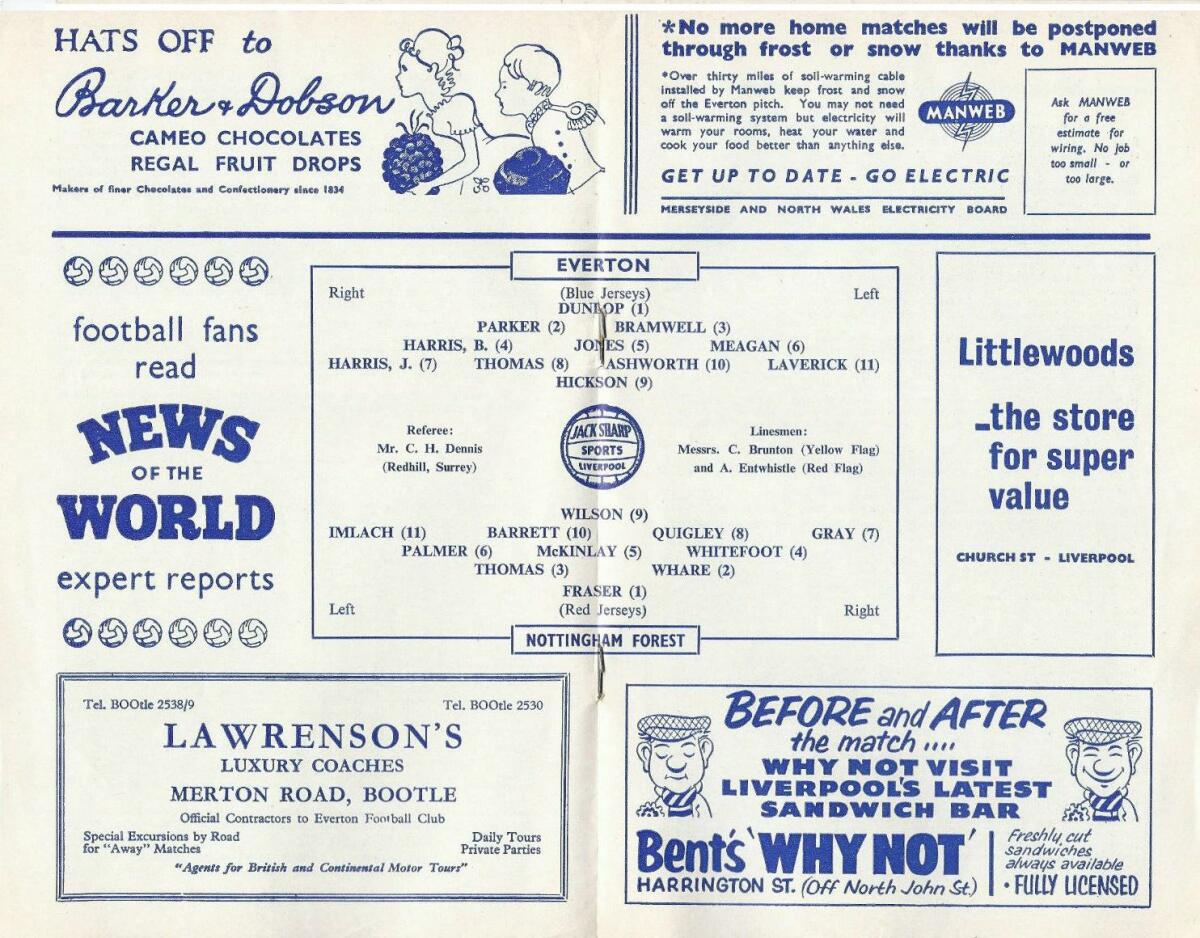 HATS OFF to
Barker & Dobson
CAMEO CHOCOLATES
REGAL FRUIT DROPS
Makers of finer Chocolates and Confectionery since 1834
*No more home matches will be postponed
through frost or snow thanks to MANWEB
*Over thirty miles of soil-warming cable
installed by Manweb keep frost and snow
off the Everton pitch. You may not need
a soil-warming system but electricity will
warm your rooms, heat your water and
cook your food better than anything else.
MANWEB
GET UP TO DATE - GO ELECTRIC
MERSEYSIDE AND NORTH WALES ELECTRICITY BOARD
Ask MANWEB
for a free
estimate for
wiring. No job
too small - or
too large.
football fans
read
NEWS
OF THE
WORLD
expert reports
EVERTON
Right (Blue Jerseys) Left
DUNLOP (1)
PARKER (2) BRAMWELL (3)
HARRIS, B. (4) JONES (5) MEAGAN (6)
HARRIS, J. (7) THOMAS (8) ASHWORTH (10) LAVERICK (11)
HICKSON (9)
Referee:
Mr. C. H. Dennis
(Redhill, Surrey)
JACK SHARP
SPORTS
LIVERPOOL
Linesmen:
Messrs. C. Brunton (Yellow Flag)
and A. Entwhistle (Red Flag)
WILSON (9)
IMLACH (11) BARRETT (10) QUIGLEY (8) GRAY (7)
PALMER (6) McKINLAY (5) WHITEFOOT (4)
THOMAS (3) WHARE (2)
FRASER (1)
Left (Red Jerseys) Right
NOTTINGHAM FOREST
Littlewoods
...the store
for super
value
CHURCH ST - LIVERPOOL
Tel. BOOtle 2538/9 Tel. BOOtle 2530
LAWRENSON'S
LUXURY COACHES
MERTON ROAD, BOOTLE
Official Contractors to Everton Football Club
Special Excursions by Road
for "Away" Matches
Daily Tours
Private Parties
"Agents for British and Continental Motor Tours"
BEFORE and AFTER
the match ....
WHY NOT VISIT
LIVERPOOL'S LATEST
SANDWICH BAR
Bent's 'WHY NOT'
HARRINGTON ST. (Off North John St.)
Freshly cut
sandwiches
always available
• FULLY LICENSED